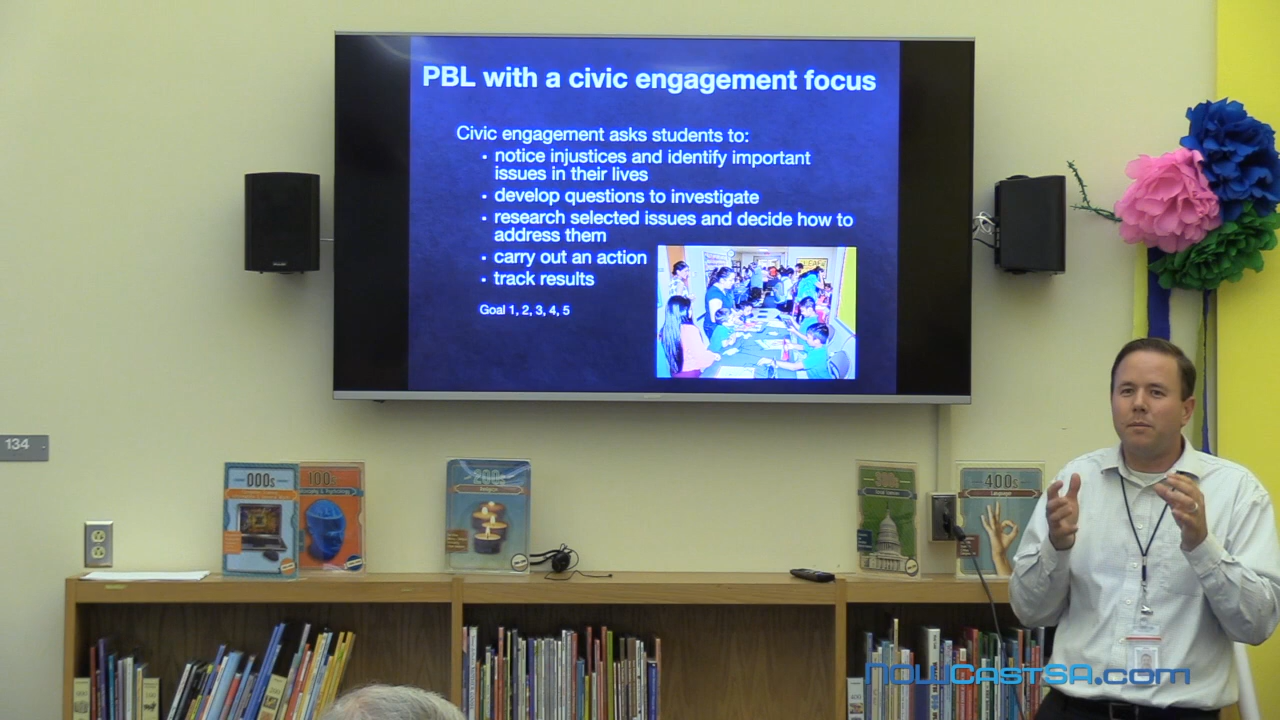 PBL with a civic engagement focus
Civic engagement asks students to:
• notice injustices and identify important
issues in their lives
• develop questions to investigate
• research selected issues and decide how to
address them
• carry out an action
• track results
Goal 1, 2, 3, 4, 5
134
000s
100s
200s
Religion
400s
Language
NOWCASTSA.com